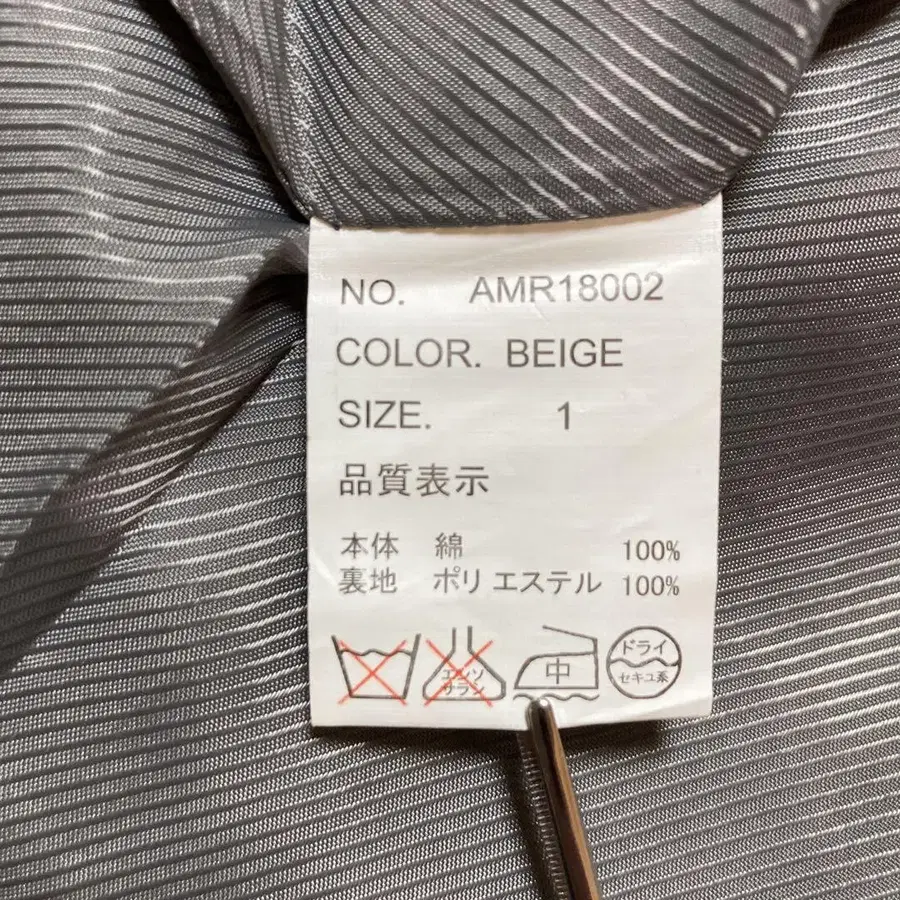 NO. AMR18002
COLOR. BEIGE
SIZE. 1
品質表示
本体 綿 100%
裏地 ポリエステル 100%
エンソ サラシ
中
ドライ
セキユ系